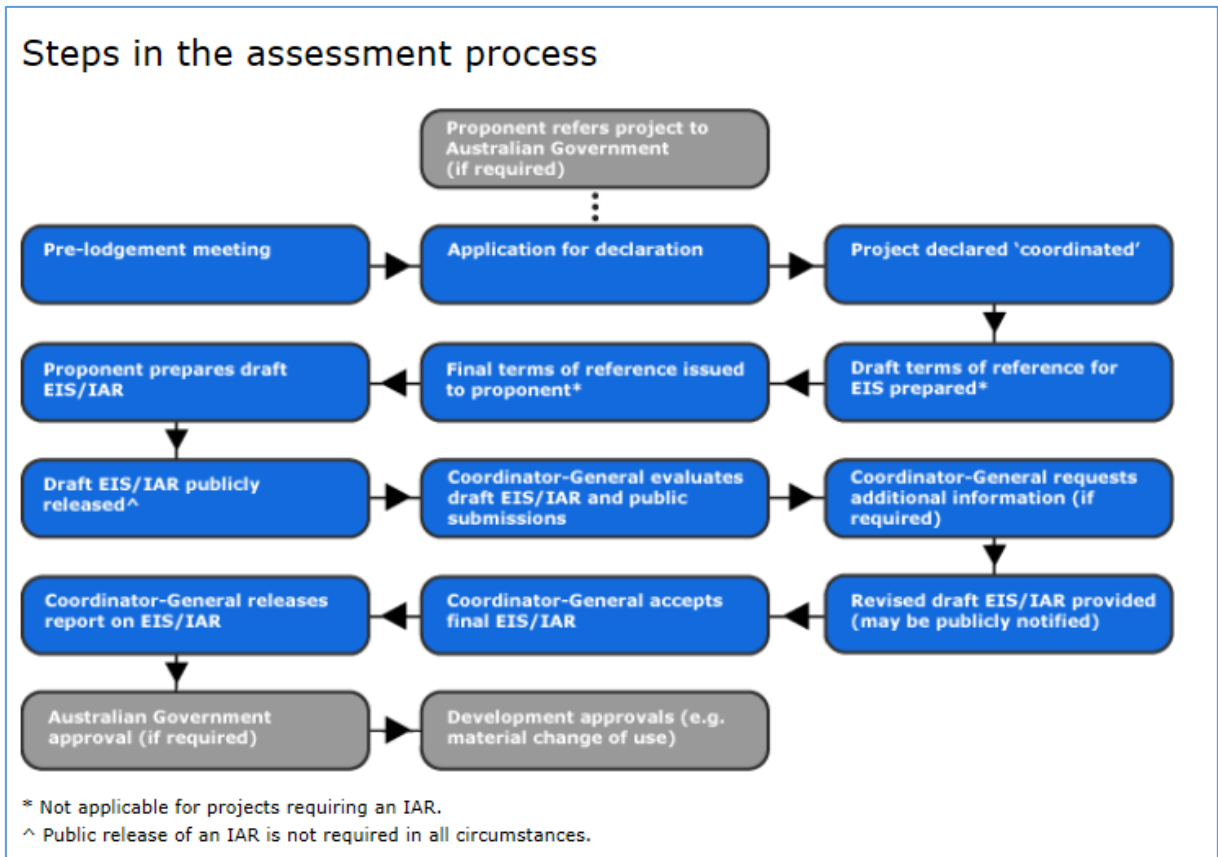 Steps in the assessment process
Proponent refers project to
Australian Government
(if required)
Pre-lodgement meeting
Application for declaration
Project declared ‘coordinated’
Draft terms of reference for
EIS prepared*
Final terms of reference issued
to proponent*
Proponent prepares draft
EIS/IAR
Draft EIS/IAR publicly
released^
Coordinator-General evaluates
draft EIS/IAR and public
submissions
Coordinator-General requests
additional information (if
required)
Revised draft EIS/IAR provided
(may be publicly notified)
Coordinator-General accepts
final EIS/IAR
Coordinator-General releases
report on EIS/IAR
Australian Government
approval (if required)
Development approvals (e.g.
material change of use)
* Not applicable for projects requiring an IAR.
^ Public release of an IAR is not required in all circumstances.